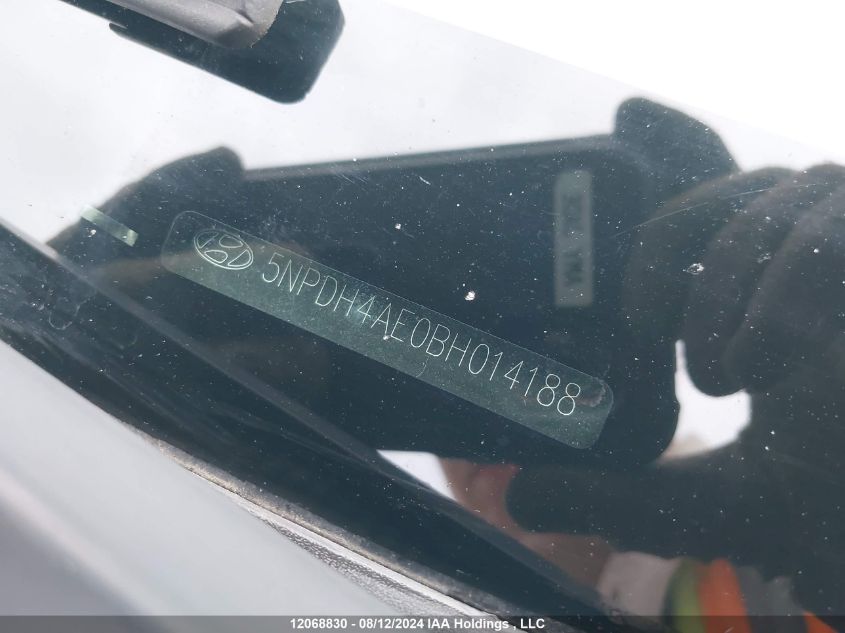 5NPDH4AE0BH014188
12068830 - 08/12/2024 IAA Holdings , LLC